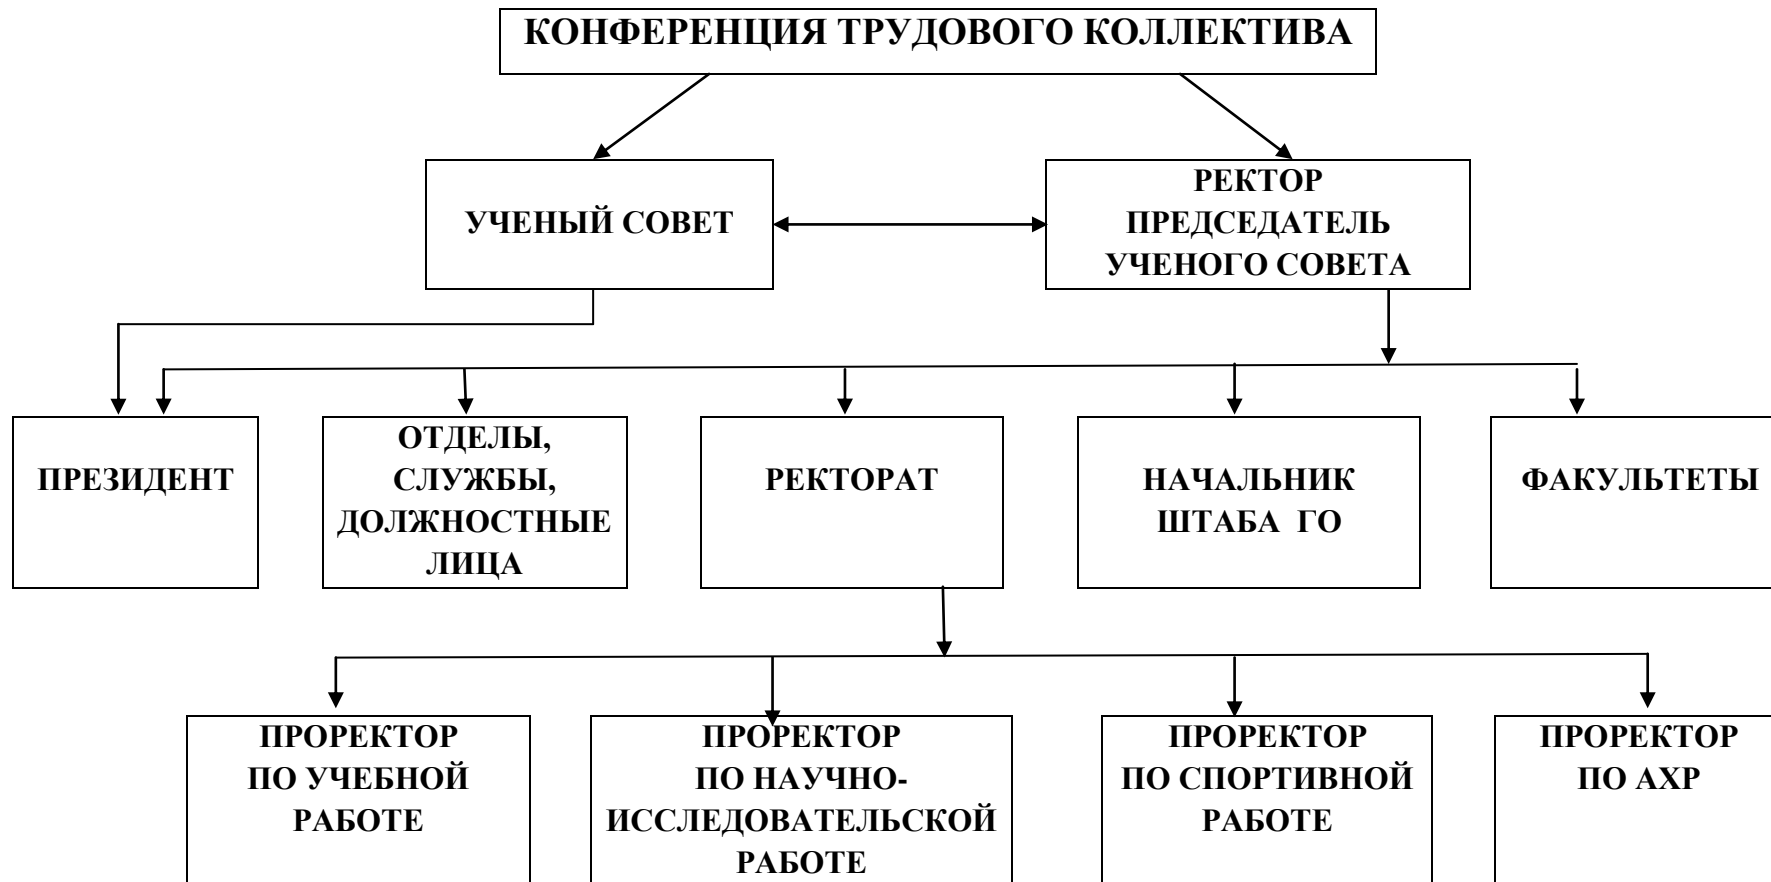 КОНФЕРЕНЦИЯ ТРУДОВОГО КОЛЛЕКТИВА
УЧЕНЫЙ СОВЕТ
РЕКТОР
ПРЕДСЕДАТЕЛЬ
УЧЕНОГО СОВЕТА
ПРЕЗИДЕНТ
ОТДЕЛЫ,
СЛУЖБЫ,
ДОЛЖНОСТНЫЕ
ЛИЦА
РЕКТОРАТ
НАЧАЛЬНИК
ШТАБА ГО
ФАКУЛЬТЕТЫ
ПРОРЕКТОР
ПО УЧЕБНОЙ
РАБОТЕ
ПРОРЕКТОР
ПО НАУЧНО-
ИССЛЕДОВАТЕЛЬСКОЙ
РАБОТЕ
ПРОРЕКТОР
ПО СПОРТИВНОЙ
РАБОТЕ
ПРОРЕКТОР
ПО АХР